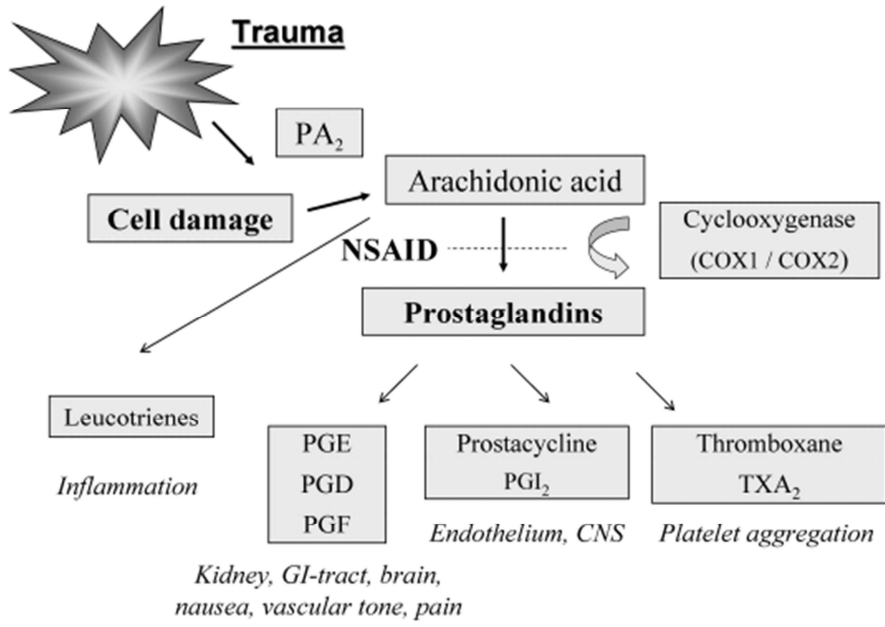 Trauma
PA₂
Arachidonic acid
Cell damage
Cyclooxygenase
(COX1 / COX2)
NSAID
Prostaglandins
Leucotrienes
Inflammation
PGE
PGD
PGF
Kidney, GI-tract, brain,
nausea, vascular tone, pain
Prostacycline
PGI₂
Endothelium, CNS
Thromboxane
TXA₂
Platelet aggregation